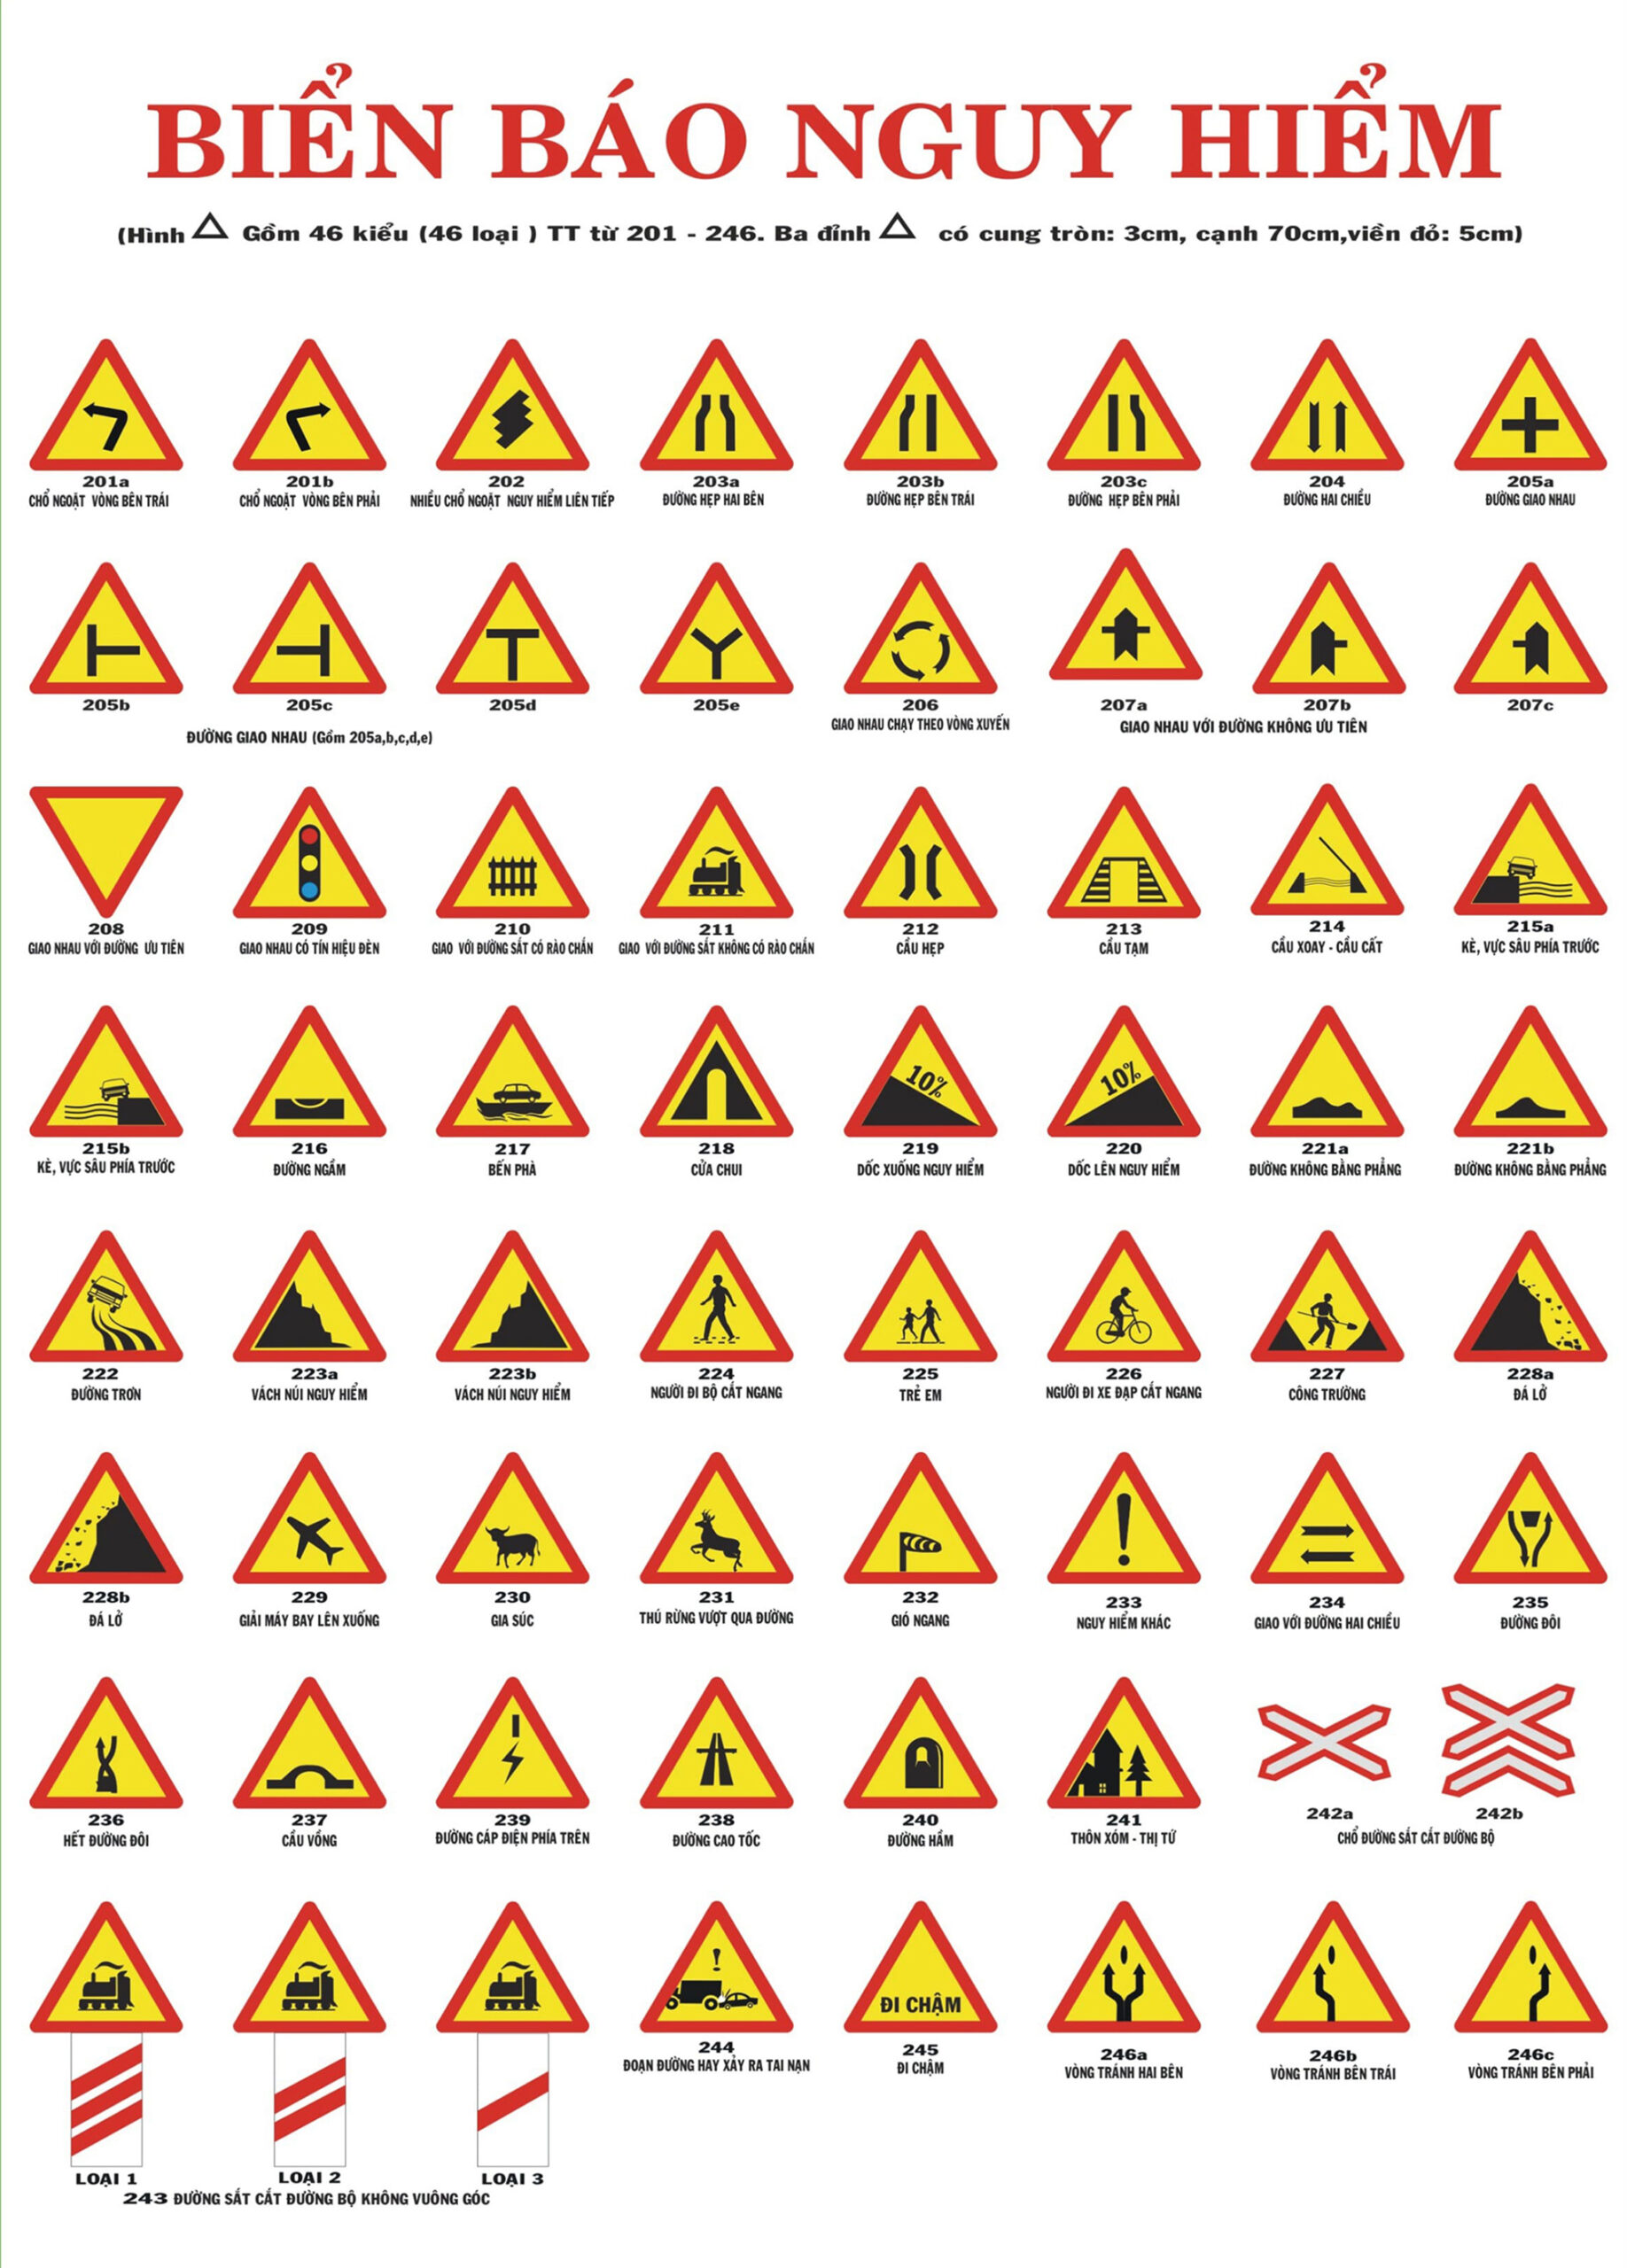 BIỂN BÁO NGUY HIỂM
(Hình Gồm 46 kiểu (46 loại ) TT từ 201 - 246. Ba đỉnh có cung tròn: 3cm, cạnh 70cm,viền đỏ: 5cm)
201a
CHỔ NGOẶT VÒNG BÊN TRÁI
201b
CHỔ NGOẶT VÒNG BÊN PHẢI
202
NHIỀU CHỔ NGOẶT NGUY HIỂM LIÊN TIẾP
203a
ĐƯỜNG HẸP HAI BÊN
203b
ĐƯỜNG HẸP BÊN TRÁI
203c
ĐƯỜNG HẸP BÊN PHẢI
204
ĐƯỜNG HAI CHIỀU
205a
ĐƯỜNG GIAO NHAU
205b
205c
205d
205e
ĐƯỜNG GIAO NHAU (Gồm 205a,b,c,d,e)
206
GIAO NHAU CHẠY THEO VÒNG XUYẾN
207a
207b
207c
GIAO NHAU VỚI ĐƯỜNG KHÔNG ƯU TIÊN
208
GIAO NHAU VỚI ĐƯỜNG ƯU TIÊN
209
GIAO NHAU CÓ TÍN HIỆU ĐÈN
210
GIAO VỚI ĐƯỜNG SẮT CÓ RÀO CHẮN
211
GIAO VỚI ĐƯỜNG SẮT KHÔNG CÓ RÀO CHẮN
212
CẦU HẸP
213
CẦU TẠM
214
CẦU XOAY - CẦU CẤT
215a
KÈ, VỰC SÂU PHÍA TRƯỚC
215b
KÈ, VỰC SÂU PHÍA TRƯỚC
216
ĐƯỜNG NGẦM
217
BẾN PHÀ
218
CỬA CHUI
10%
219
DỐC XUỐNG NGUY HIỂM
10%
220
DỐC LÊN NGUY HIỂM
221a
ĐƯỜNG KHÔNG BẰNG PHẲNG
221b
ĐƯỜNG KHÔNG BẰNG PHẲNG
222
ĐƯỜNG TRƠN
223a
VÁCH NÚI NGUY HIỂM
223b
VÁCH NÚI NGUY HIỂM
224
NGƯỜI ĐI BỘ CẮT NGANG
225
TRẺ EM
226
NGƯỜI ĐI XE ĐẠP CẮT NGANG
227
CÔNG TRƯỜNG
228a
ĐÁ LỞ
228b
ĐÁ LỞ
229
GIẢI MÁY BAY LÊN XUỐNG
230
GIA SÚC
231
THÚ RỪNG VƯỢT QUA ĐƯỜNG
232
GIÓ NGANG
233
NGUY HIỂM KHÁC
234
GIAO VỚI ĐƯỜNG HAI CHIỀU
235
ĐƯỜNG ĐÔI
236
HẾT ĐƯỜNG ĐÔI
237
CẦU VỒNG
239
ĐƯỜNG CÁP ĐIỆN PHÍA TRÊN
238
ĐƯỜNG CAO TỐC
240
ĐƯỜNG HẦM
241
THÔN XÓM - THỊ TỨ
242a
242b
CHỔ ĐƯỜNG SẮT CẮT ĐƯỜNG BỘ
LOẠI 1
LOẠI 2
LOẠI 3
243 ĐƯỜNG SẮT CẮT ĐƯỜNG BỘ KHÔNG VUÔNG GÓC
244
ĐOẠN ĐƯỜNG HAY XẢY RA TAI NẠN
ĐI CHẬM
245
ĐI CHẬM
246a
VÒNG TRÁNH HAI BÊN
246b
VÒNG TRÁNH BÊN TRÁI
246c
VÒNG TRÁNH BÊN PHẢI